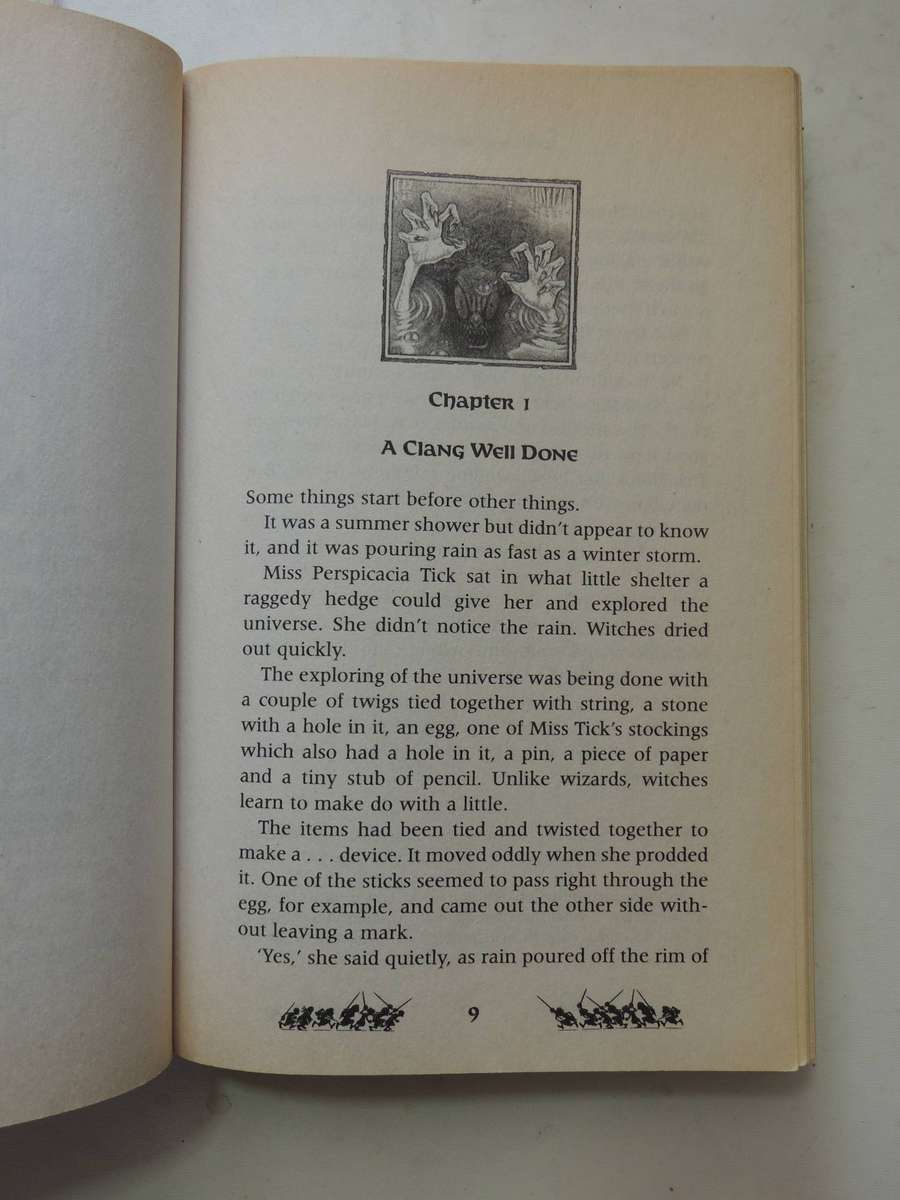 Chapter 1
A Clang Well Done
Some things start before other things.
It was a summer shower but didn't appear to know
it, and it was pouring rain as fast as a winter storm.
Miss Perspicacia Tick sat in what little shelter a
raggedy hedge could give her and explored the
universe. She didn't notice the rain. Witches dried
out quickly.
The exploring of the universe was being done with
a couple of twigs tied together with string, a stone
with a hole in it, an egg, one of Miss Tick's stockings
which also had a hole in it, a pin, a piece of paper
and a tiny stub of pencil. Unlike wizards, witches
learn to make do with a little.
The items had been tied and twisted together to
make a . . . device. It moved oddly when she prodded
it. One of the sticks seemed to pass right through the
egg, for example, and came out the other side with-
out leaving a mark.
'Yes,' she said quietly, as rain poured off the rim of
9